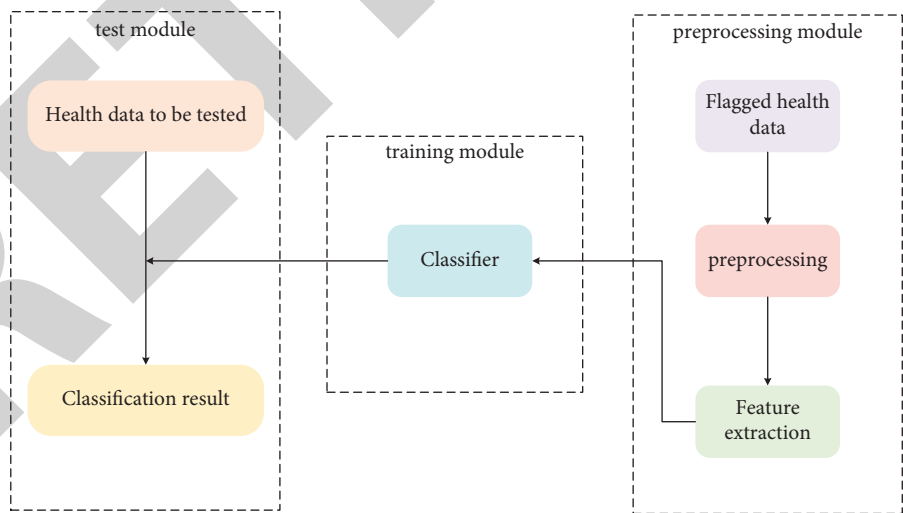 test module
Health data to be tested
Classification result
training module
Classifier
preprocessing module
Flagged health
data
preprocessing
Feature
extraction